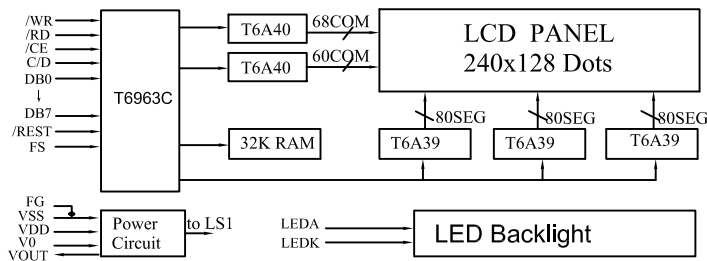 /WR
/RD
/CE
C/D
DB0
↓
DB7
/REST
FS
T6963C
T6A40
68COM
T6A40
60COM
LCD PANEL
240x128 Dots
80SEG
80SEG
80SEG
32K RAM
T6A39
T6A39
T6A39
FG
VSS
VDD
V0
VOUT
Power
Circuit
to LS1
LEDA
LEDK
LED Backlight